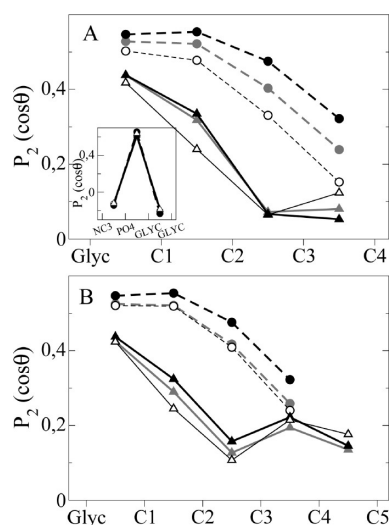 A
P2 (cosθ)
0,4
0,2
0
0,4
0
P2 (cosθ)
NC3 PO4 GLYC GLYC
Glyc C1 C2 C3 C4
B
P2 (cosθ)
0,4
0,2
0
Glyc C1 C2 C3 C4 C5